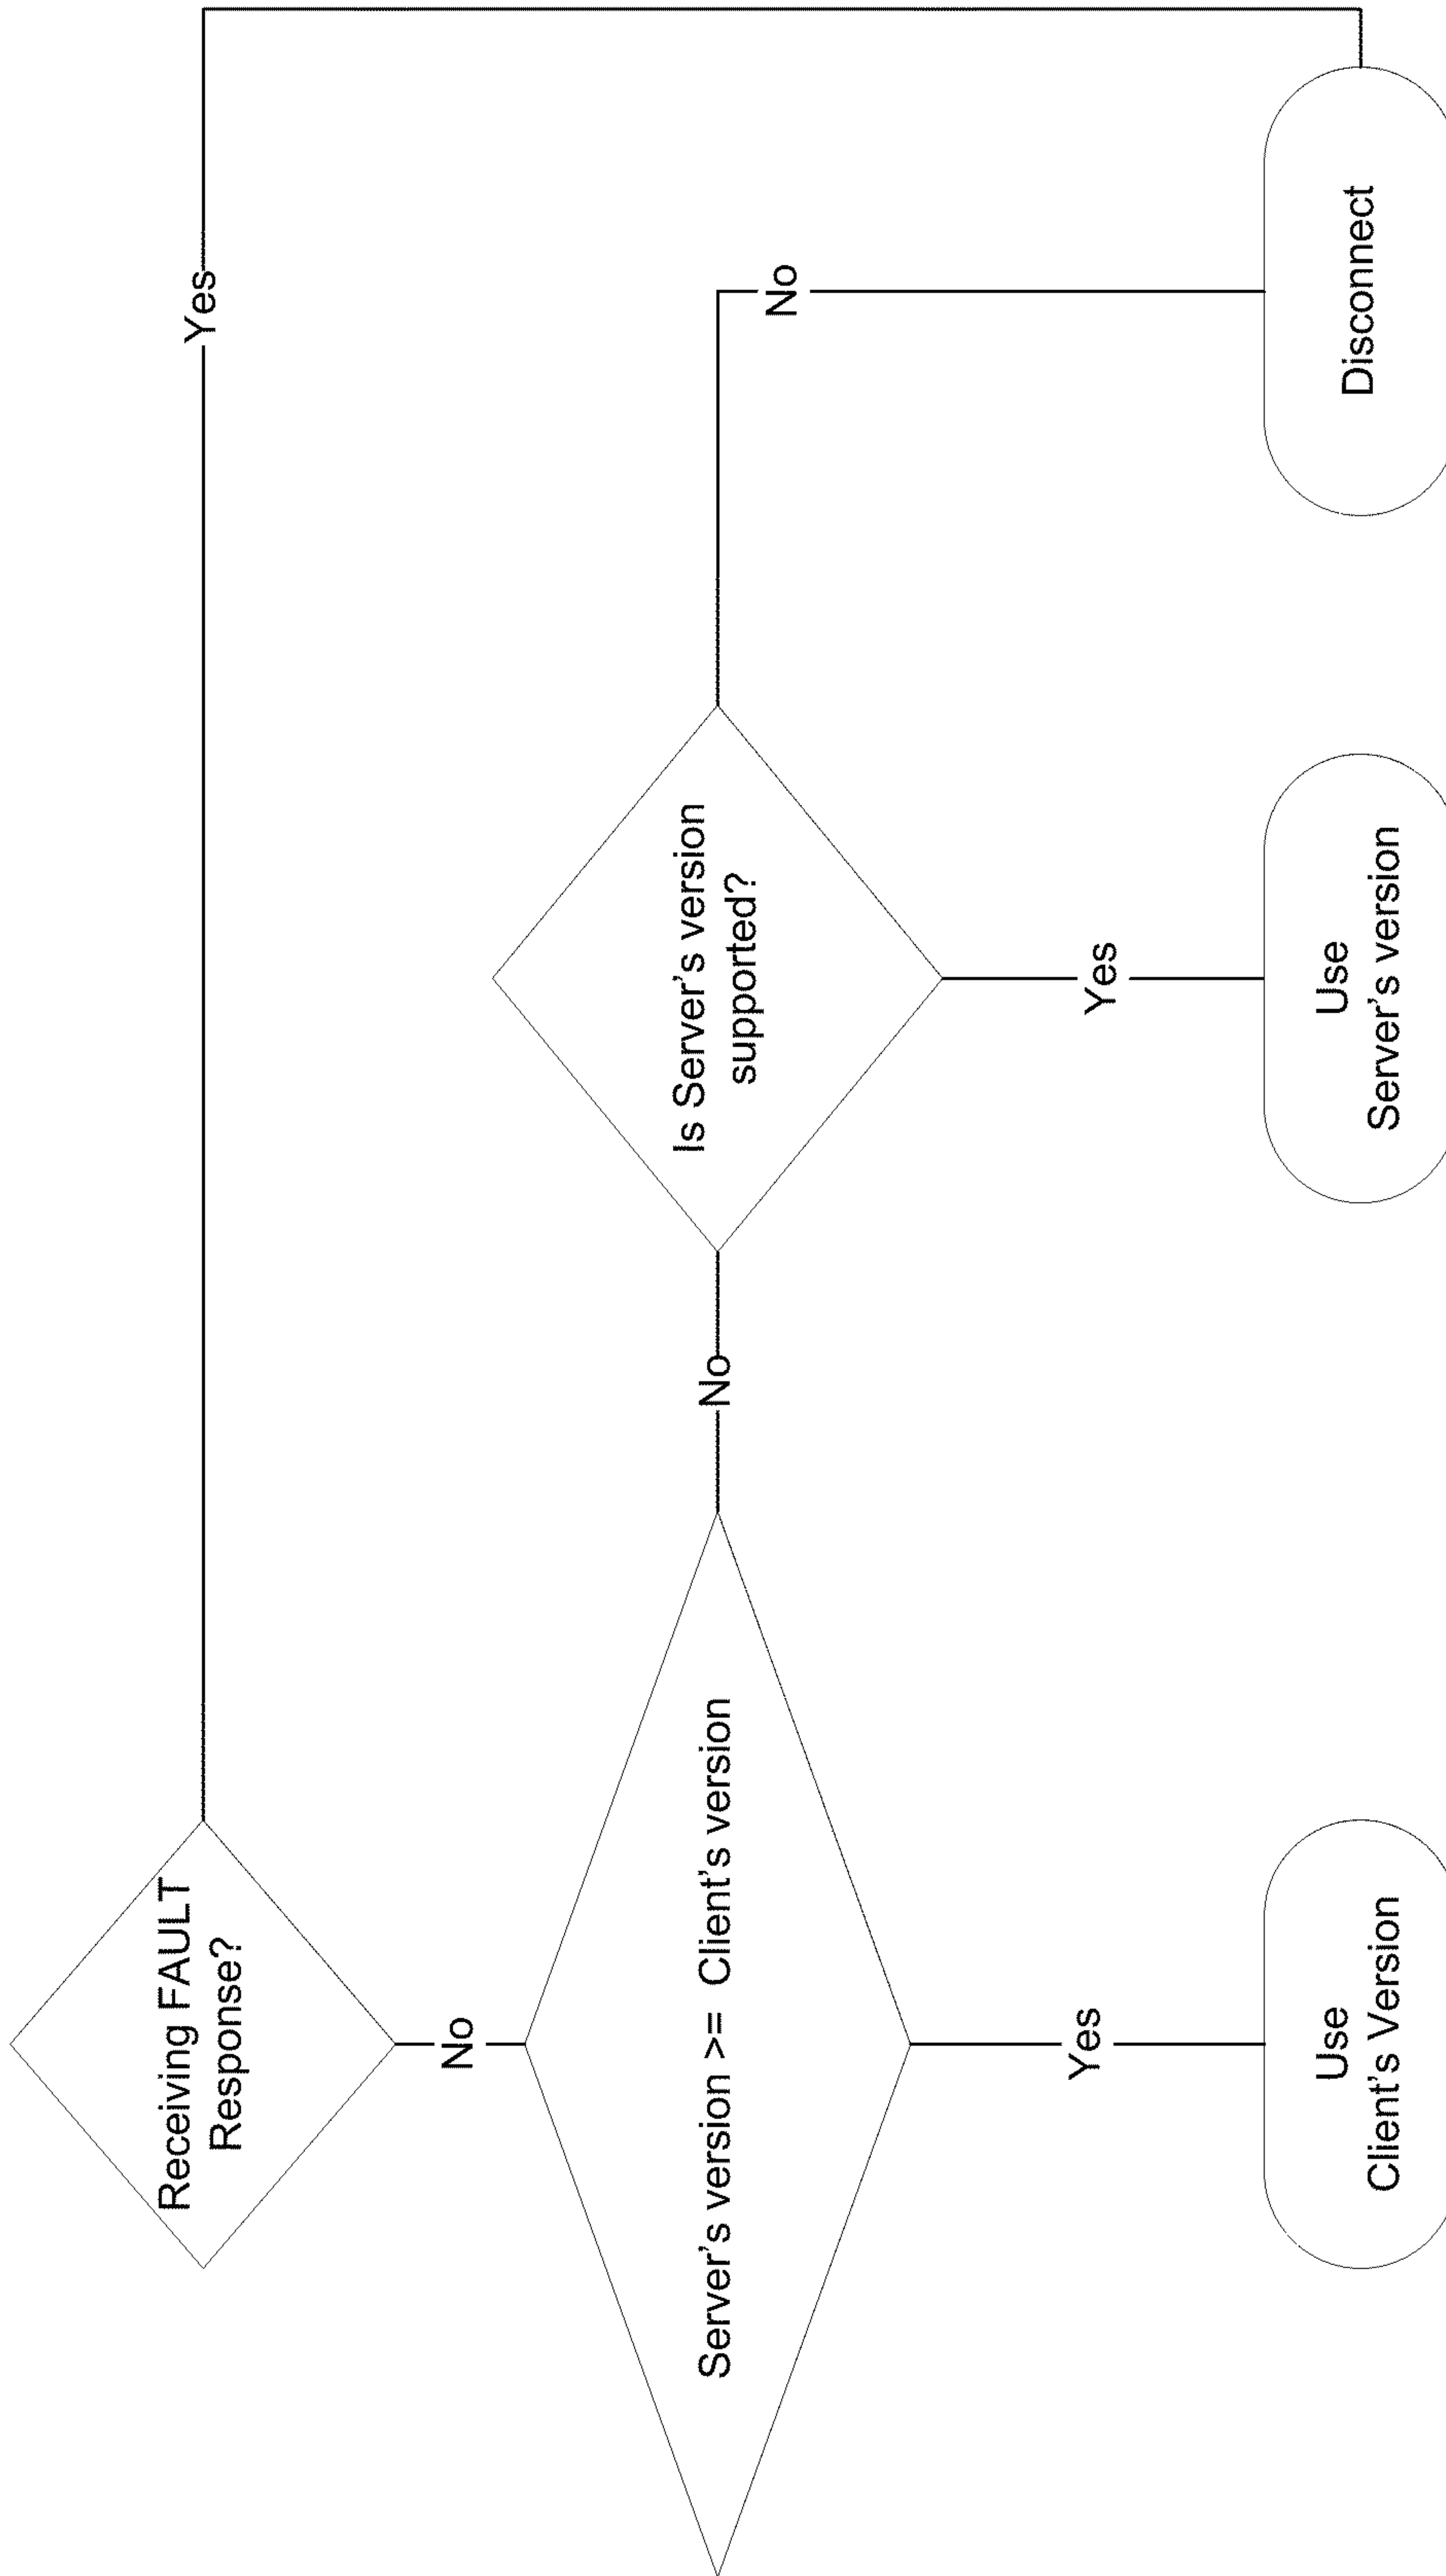 Receiving FAULT
Response?
Yes
No
Server's version >= Client's version
No
Is Server's version
supported?
No
Yes
Yes
Use
Client's Version
Use
Server's version
Disconnect